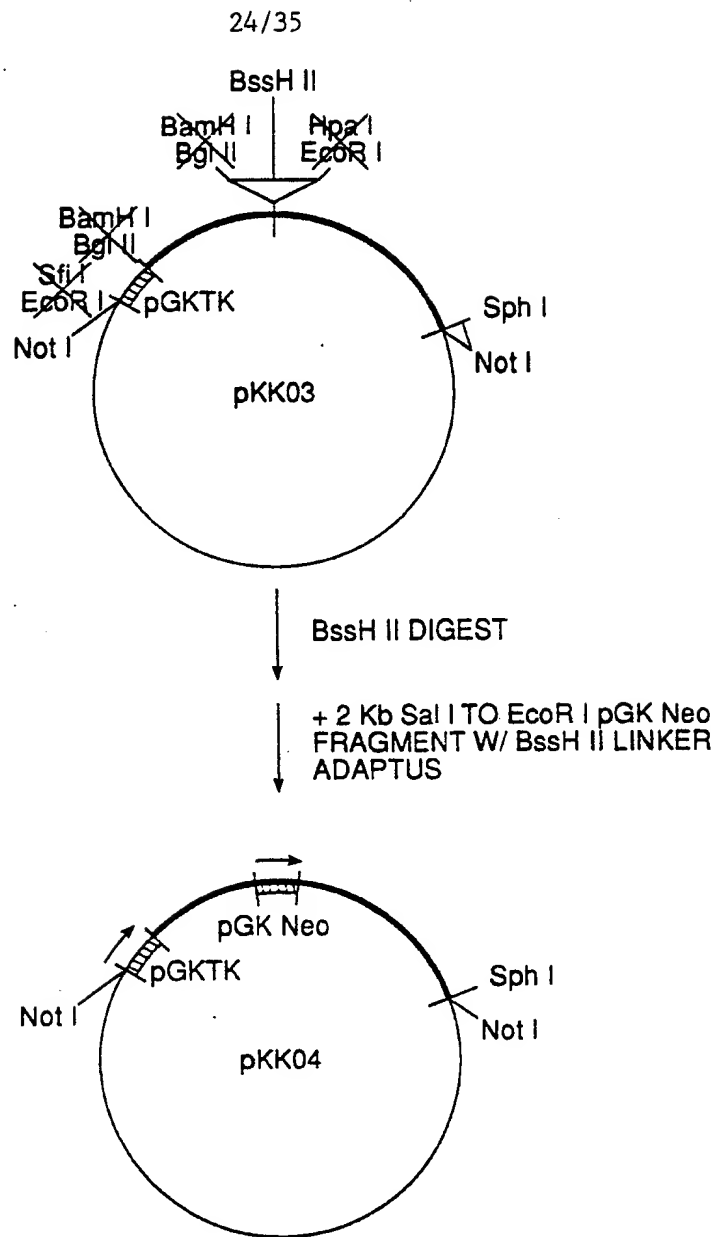 24/35
BssH II
BamH I
Bgl II
Hpa I
EcoR I
BamH I
Bgl II
Sfi I
EcoR I
pGKTK
Not I
Sph I
Not I
pKK03
BssH II DIGEST
+ 2 Kb Sal I TO EcoR I pGK Neo
FRAGMENT W/ BssH II LINKER
ADAPTUS
pGK Neo
pGKTK
Not I
Sph I
Not I
pKK04